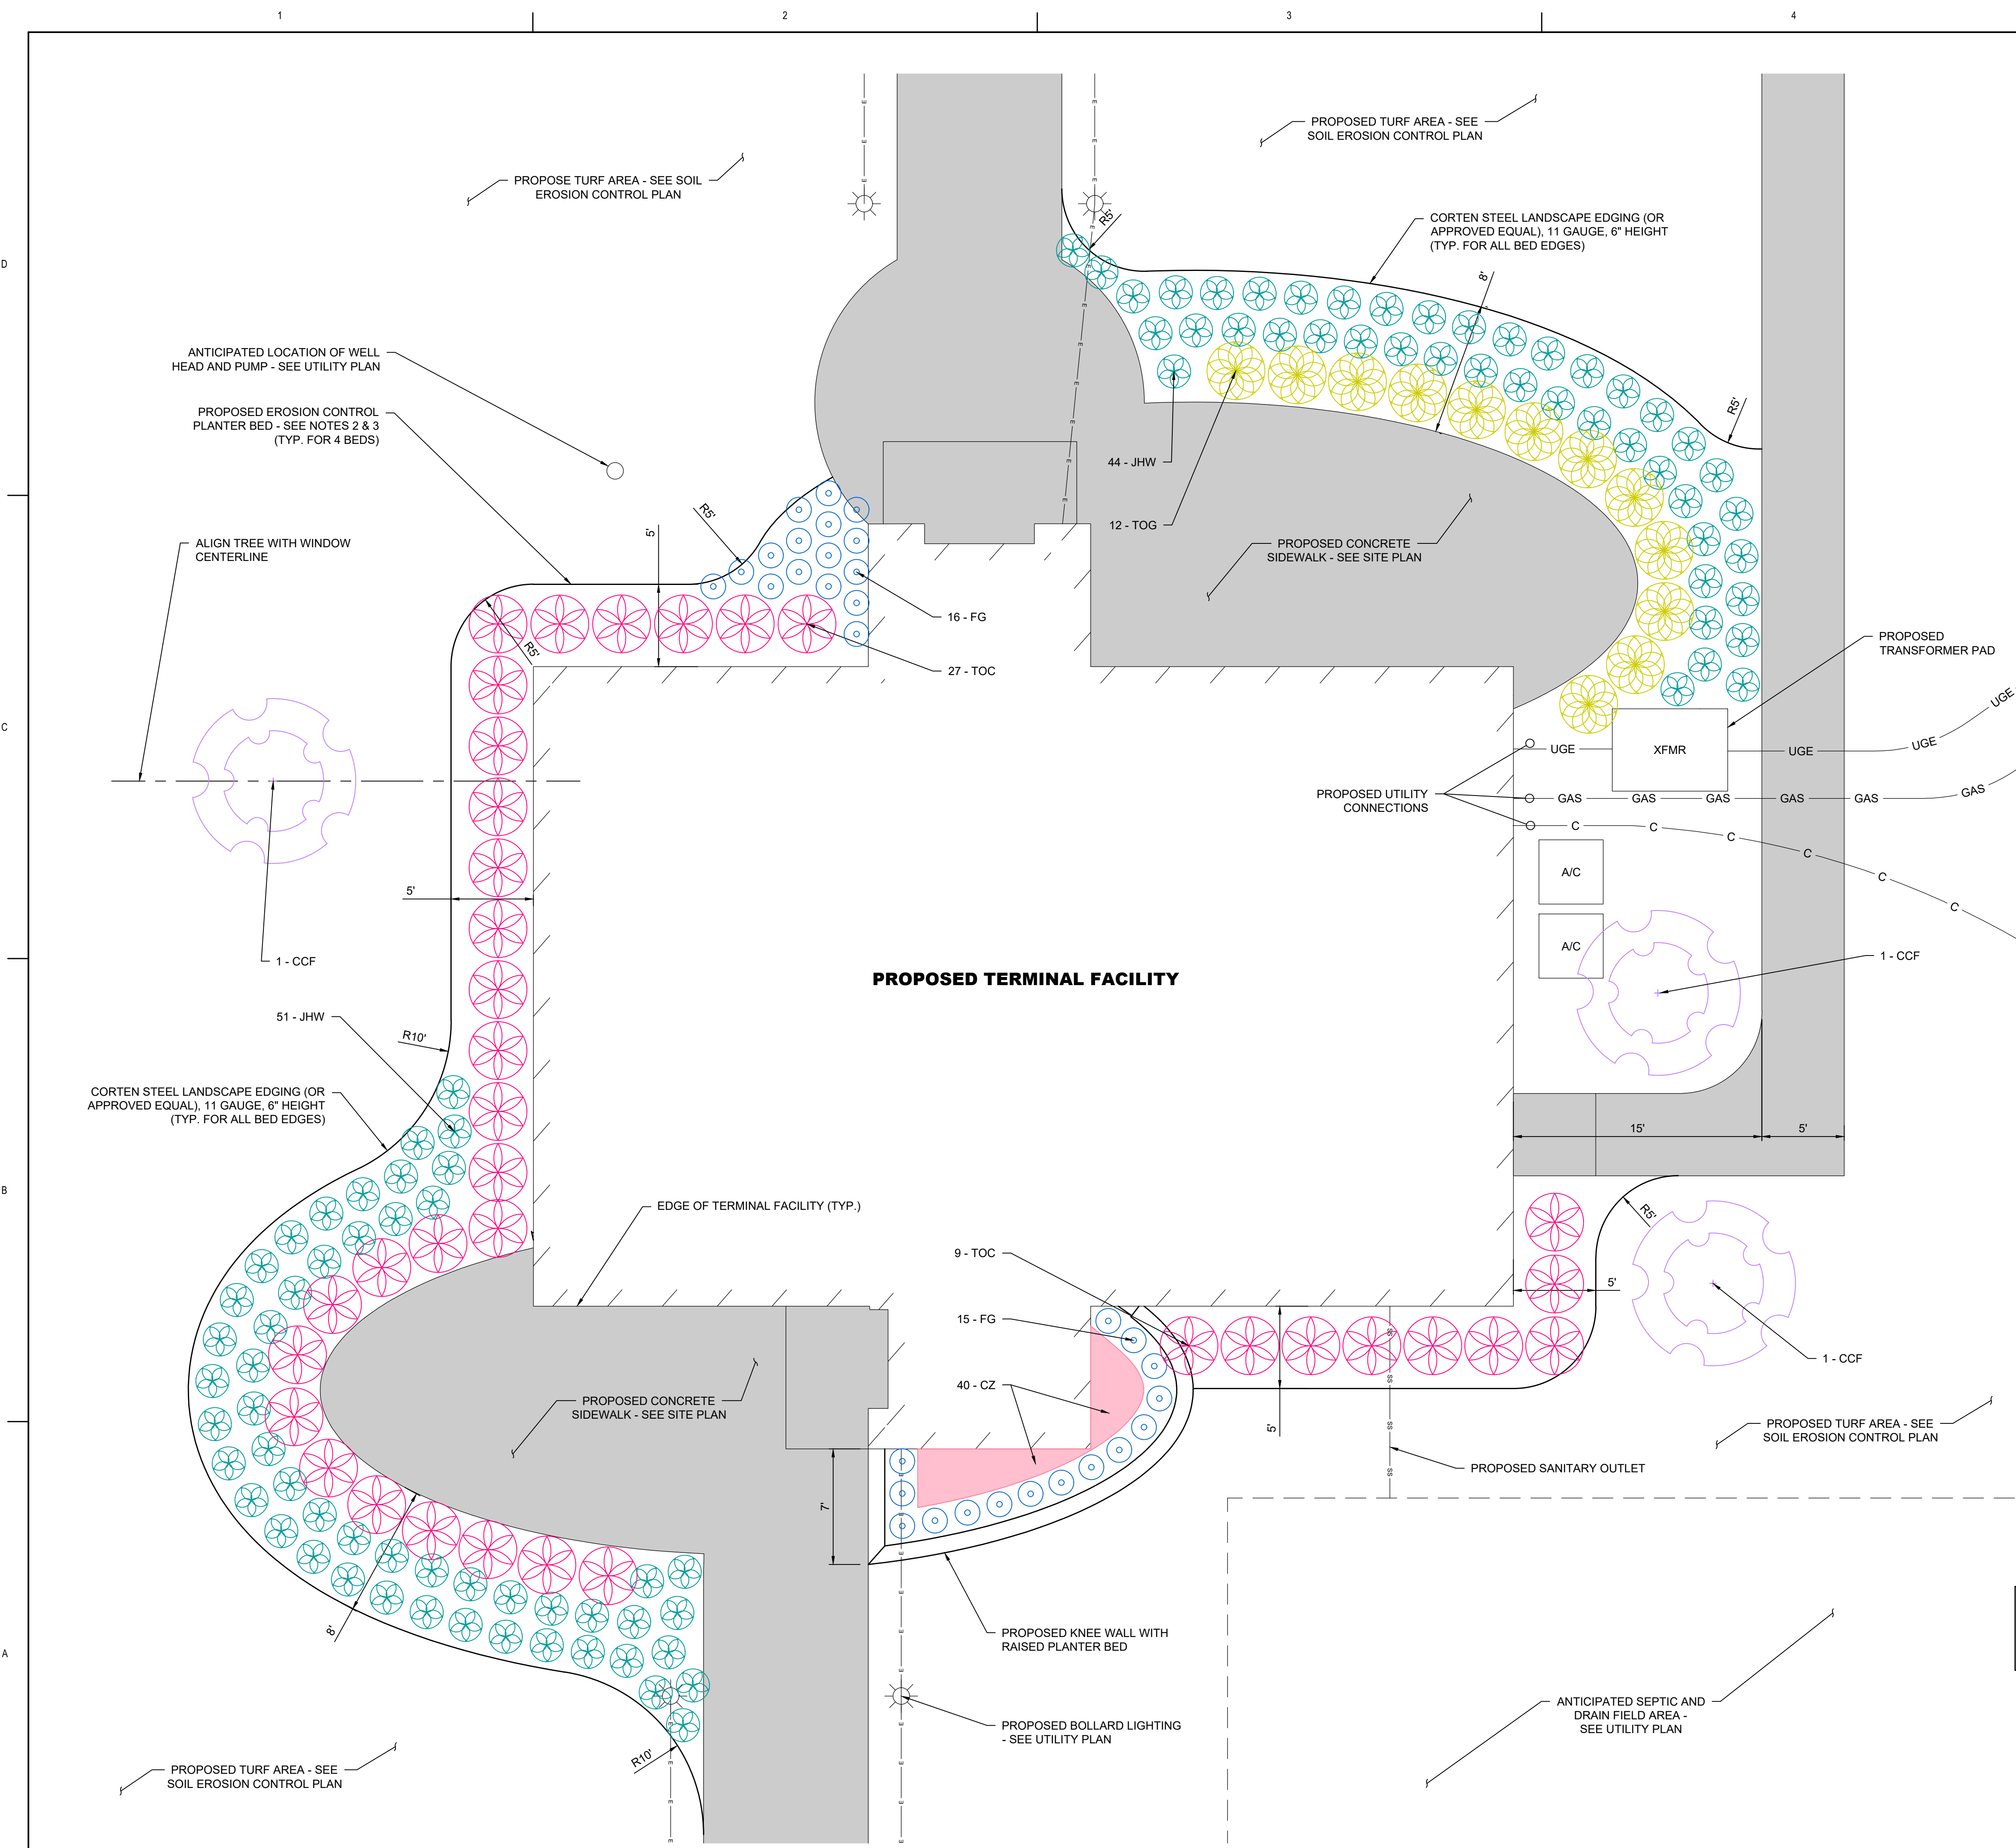 1
2
3
4
D
C
B
A
PROPOSE TURF AREA - SEE SOIL
EROSION CONTROL PLAN
PROPOSED TURF AREA - SEE
SOIL EROSION CONTROL PLAN
E
E
E
E
E
E
R5'
CORTEN STEEL LANDSCAPE EDGING (OR
APPROVED EQUAL), 11 GAUGE, 6" HEIGHT
(TYP. FOR ALL BED EDGES)
8'
E
E
E
E
E
E
E
E
ANTICIPATED LOCATION OF WELL
HEAD AND PUMP - SEE UTILITY PLAN
PROPOSED EROSION CONTROL
PLANTER BED - SEE NOTES 2 & 3
(TYP. FOR 4 BEDS)
R5'
44 - JHW
12 - TOG
ALIGN TREE WITH WINDOW
CENTERLINE
R5'
5'
PROPOSED CONCRETE
SIDEWALK - SEE SITE PLAN
16 - FG
R5'
27 - TOC
PROPOSED
TRANSFORMER PAD
UGE
XFMR
UGE
UGE
UGE
PROPOSED UTILITY
CONNECTIONS
GAS
GAS
GAS
GAS
GAS
GAS
C
C
C
C
C
C
A/C
A/C
5'
1 - CCF
1 - CCF
PROPOSED TERMINAL FACILITY
51 - JHW
R10'
CORTEN STEEL LANDSCAPE EDGING (OR
APPROVED EQUAL), 11 GAUGE, 6" HEIGHT
(TYP. FOR ALL BED EDGES)
15'
5'
EDGE OF TERMINAL FACILITY (TYP.)
R5'
9 - TOC
5'
15 - FG
SS
1 - CCF
40 - CZ
SS
PROPOSED CONCRETE
SIDEWALK - SEE SITE PLAN
5'
SS
PROPOSED TURF AREA - SEE
SOIL EROSION CONTROL PLAN
SS
PROPOSED SANITARY OUTLET
7'
E
E
E
8'
PROPOSED KNEE WALL WITH
RAISED PLANTER BED
E
E
E
PROPOSED BOLLARD LIGHTING
- SEE UTILITY PLAN
ANTICIPATED SEPTIC AND
DRAIN FIELD AREA -
SEE UTILITY PLAN
R10'
PROPOSED TURF AREA - SEE
SOIL EROSION CONTROL PLAN
E
E
E
E
E
E
E
E